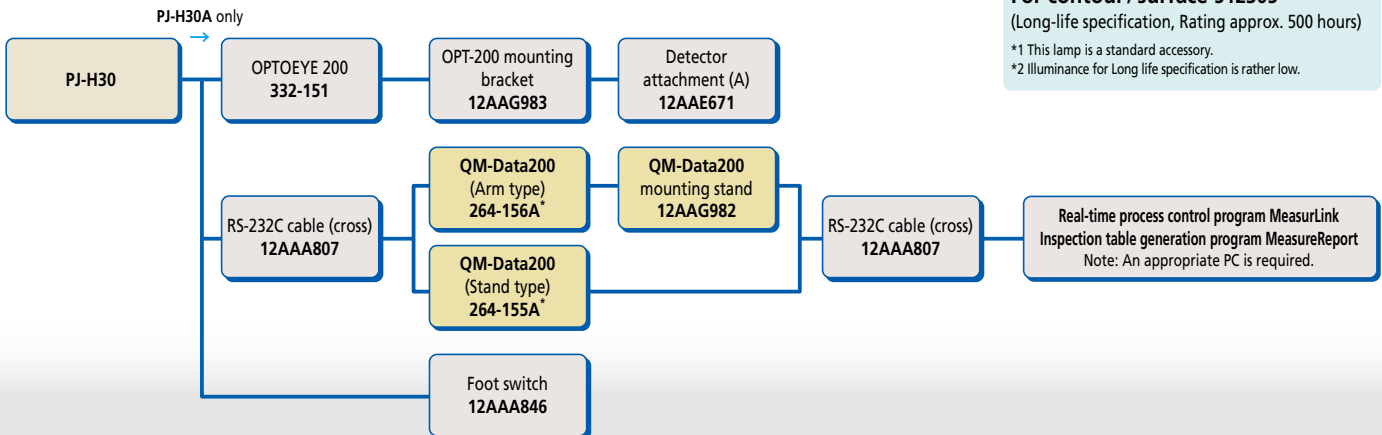 PJ-H30A only
→
PJ-H30
OPTOEYE 200
332-151
OPT-200 mounting
bracket
12AAG983
Detector
attachment (A)
12AAE671
(Long-life specification, Rating approx. 500 hours)
*1 This lamp is a standard accessory.
*2 Illuminance for Long life specification is rather low.
RS-232C cable (cross)
12AAA807
QM-Data200
(Arm type)
264-156A*
QM-Data200
mounting stand
12AAG982
QM-Data200
(Stand type)
264-155A*
RS-232C cable (cross)
12AAA807
Real-time process control program MeasurLink
Inspection table generation program MeasureReport
Note: An appropriate PC is required.
Foot switch
12AAA846